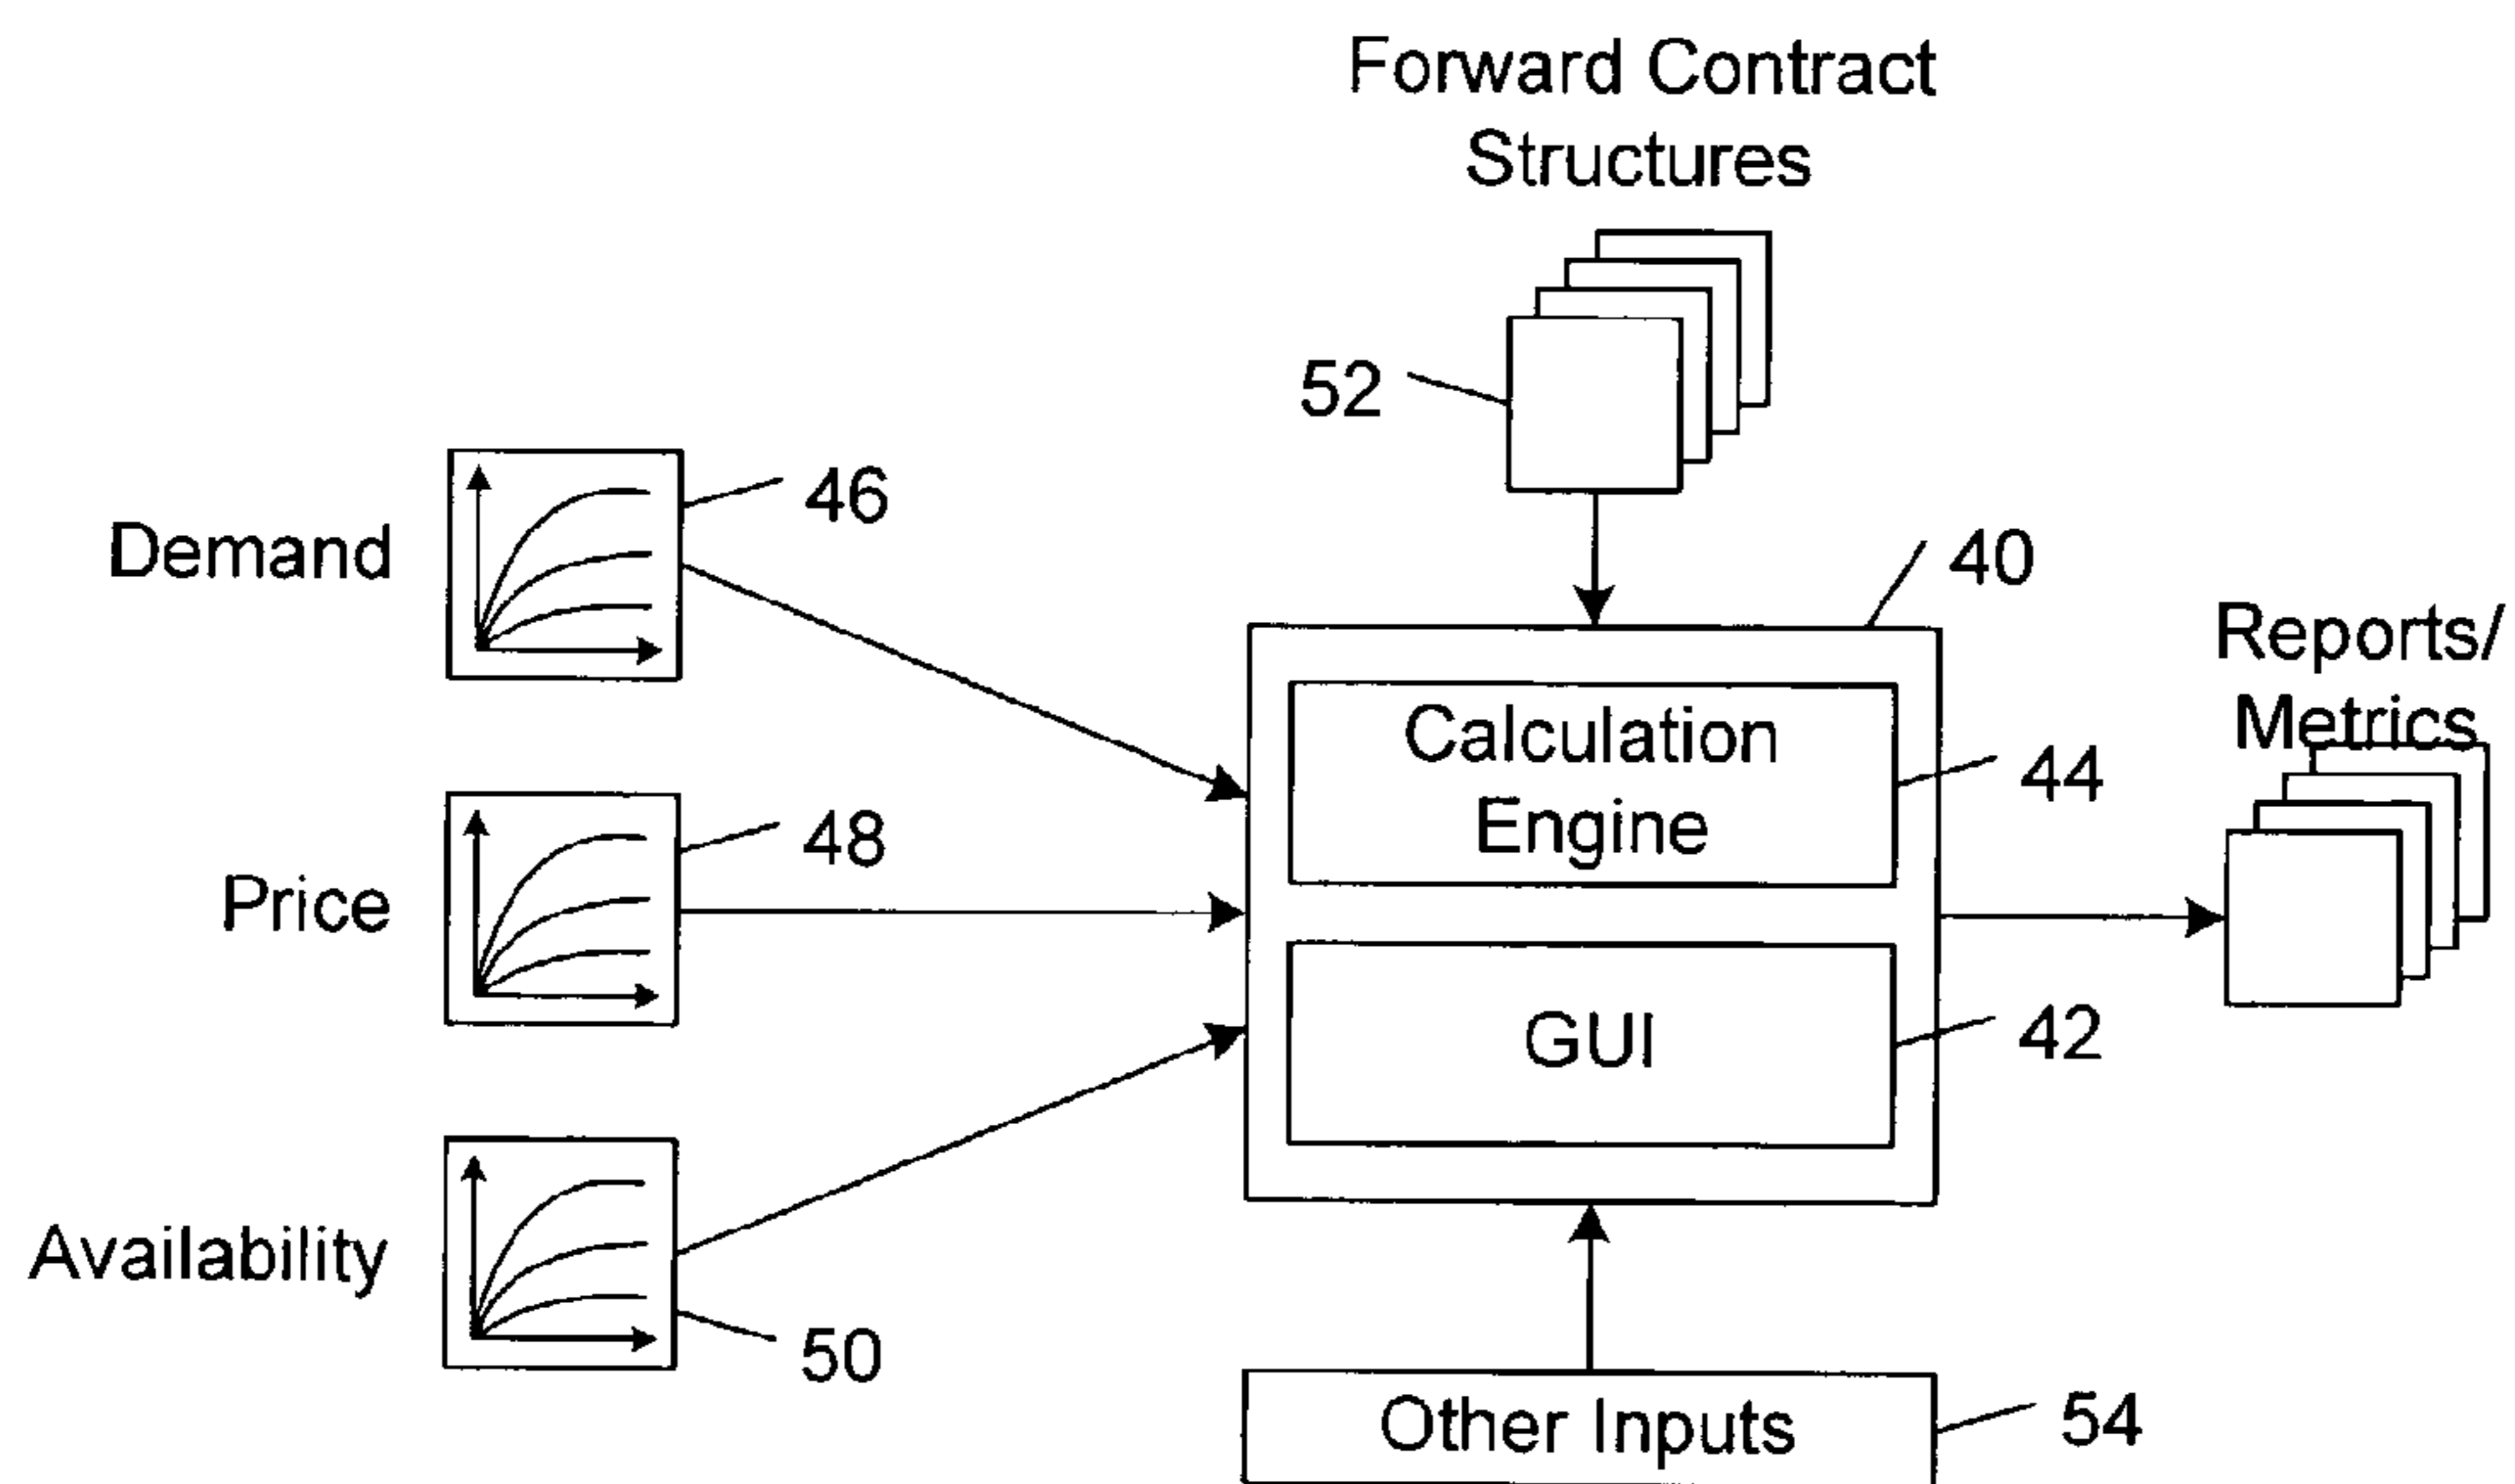 Forward Contract
Structures
52
46
Demand
40
Reports/
Metrics
Calculation
Engine
44
48
Price
GUI
42
Availability
50
Other Inputs
54